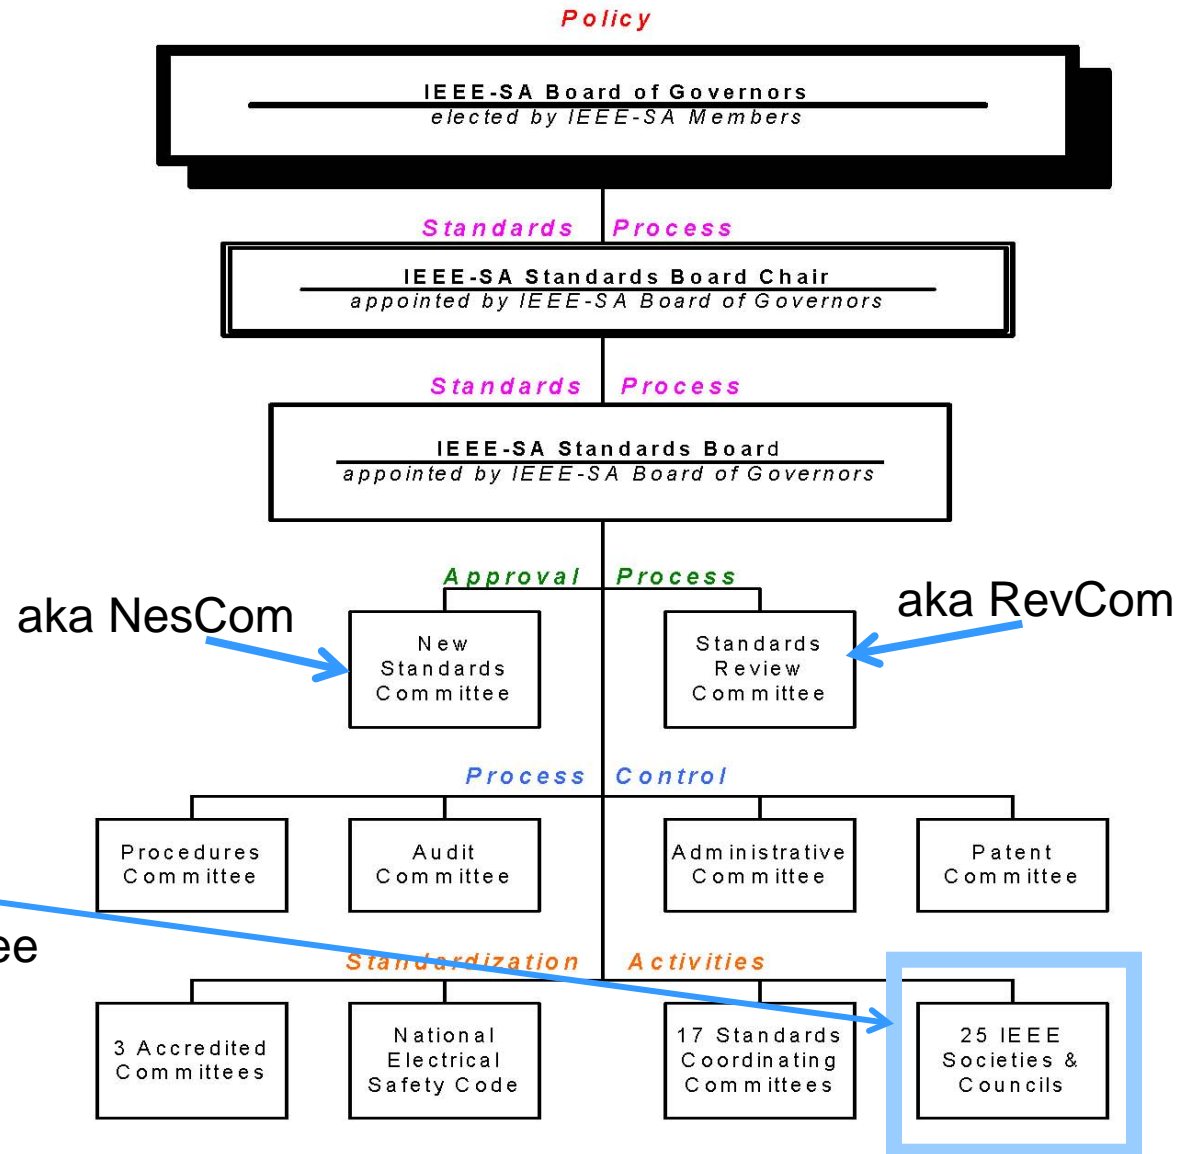 Policy
IEEE-SA Board of Governors
elected by IEEE-SA Members
Standards Process
IEEE-SA Standards Board Chair
appointed by IEEE-SA Board of Governors
Standards Process
IEEE-SA Standards Board
appointed by IEEE-SA Board of Governors
Approval Process
aka NesCom
aka RevCom
New
Standards
Committee
Standards
Review
Committee
Process Control
Procedures
Committee
Audit
Committee
Administrative
Committee
Patent
Committee
ee
Standardization Activities
3 Accredited
Committees
National
Electrical
Safety Code
17 Standards
Coordinating
Committees
25 IEEE
Societies &
Councils